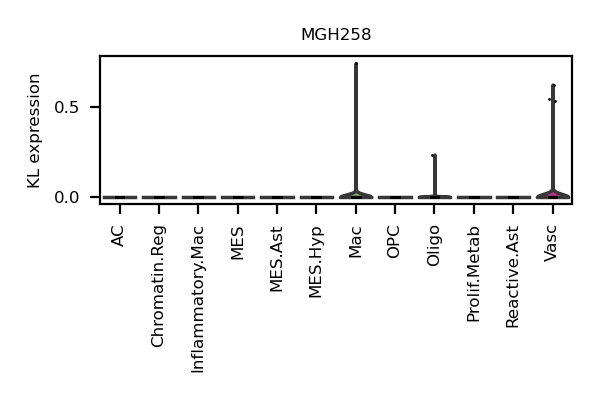 MGH258
KL expression
0.5
0.0
AC
Chromatin.Reg
Inflammatory.Mac
MES
MES.Ast
MES.Hyp
Mac
OPC
Oligo
Prolif.Metab
Reactive.Ast
Vasc